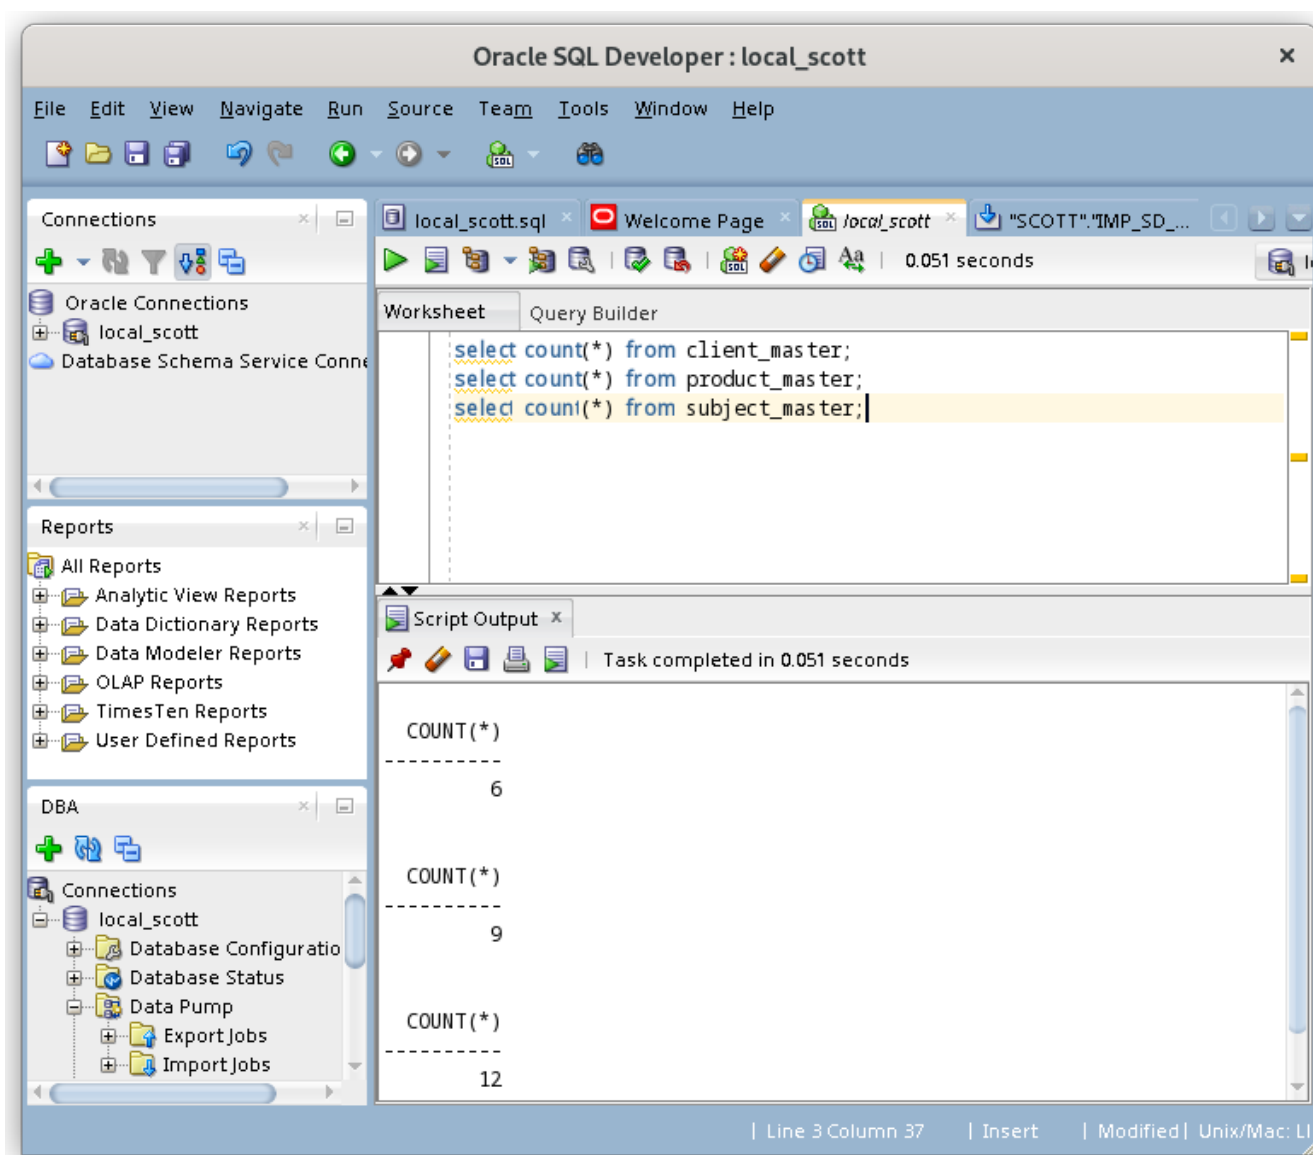 Oracle SQL Developer : local_scott
File Edit View Navigate Run Source Team Tools Window Help
Connections
Oracle Connections
local_scott
Database Schema Service Conne
Reports
All Reports
Analytic View Reports
Data Dictionary Reports
Data Modeler Reports
OLAP Reports
TimesTen Reports
User Defined Reports
DBA
Connections
local_scott
Database Configuratio
Database Status
Data Pump
Export Jobs
Import Jobs
local_scott.sql Welcome Page local_scott "SCOTT"."IMP_SD_...
0.051 seconds
Worksheet Query Builder
select count(*) from client_master;
select count(*) from product_master;
select count(*) from subject_master;
Script Output
Task completed in 0.051 seconds
COUNT(*)
----------
6
COUNT(*)
----------
9
COUNT(*)
----------
12
| Line 3 Column 37 | Insert | Modified | Unix/Mac: LI